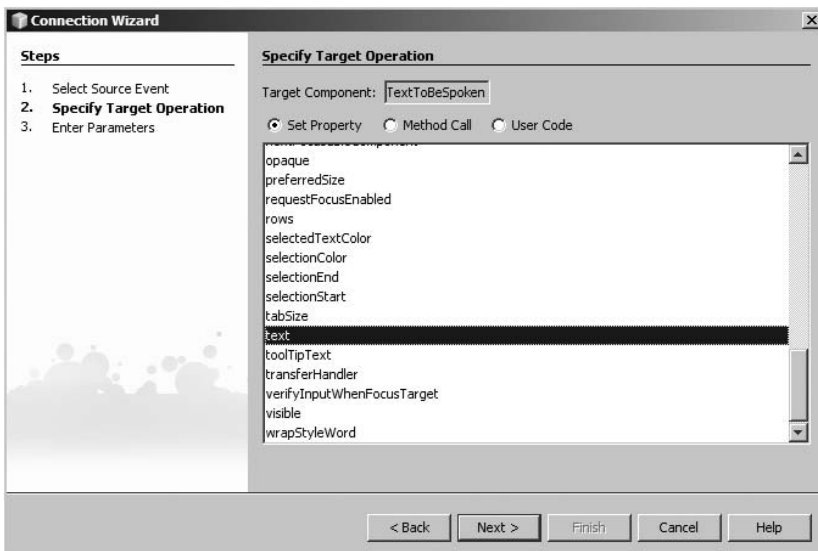 Connection Wizard
Steps
1. Select Source Event
2. Specify Target Operation
3. Enter Parameters
Specify Target Operation
Target Component: TextToBeSpoken
Set Property Method Call User Code
opaque
preferredSize
requestFocusEnabled
rows
selectedTextColor
selectionColor
selectionEnd
selectionStart
tabSize
text
toolTipText
transferHandler
verifyInputWhenFocusTarget
visible
wrapStyleWord
< Back Next > Finish Cancel Help